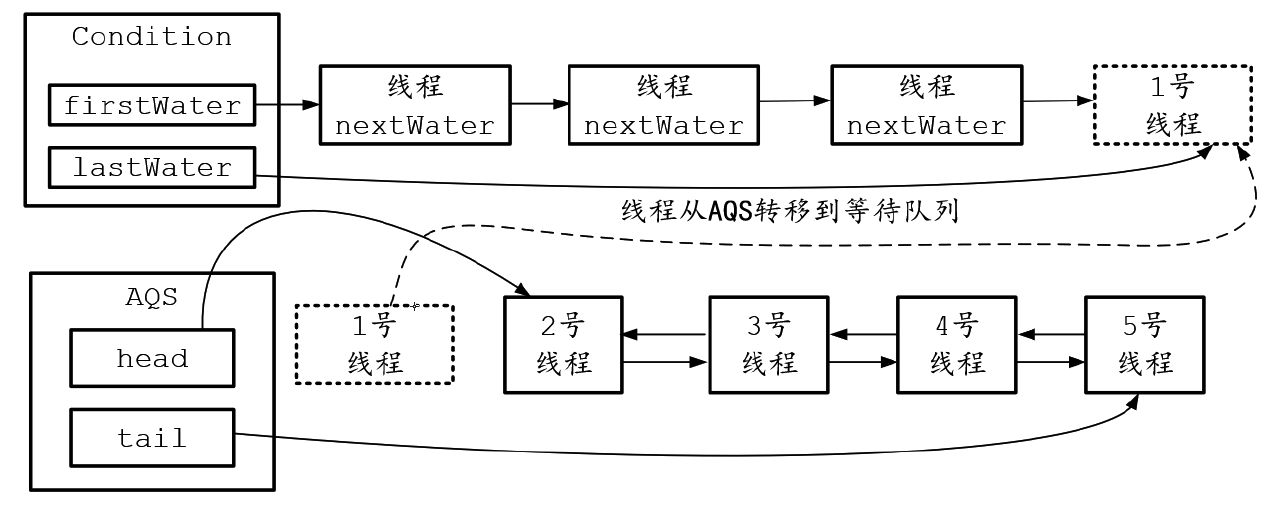 Condition
firstWater
lastWater
线程
nextWater
线程
nextWater
线程
nextWater
1号
线程
线程从AQS转移到等待队列
AQS
head
tail
1号
线程
2号
线程
3号
线程
4号
线程
5号
线程